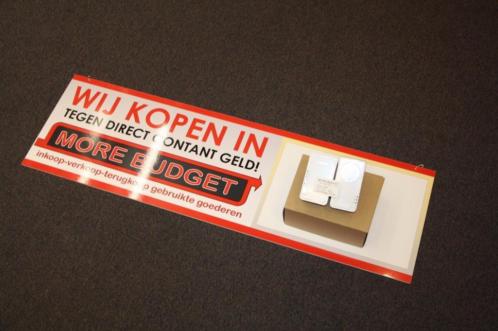 WIJ KOPEN IN
TEGEN DIRECT CONTANT GELD!
MORE BUDGET
inkoop-verkoop-terugkoop gebruikte goederen